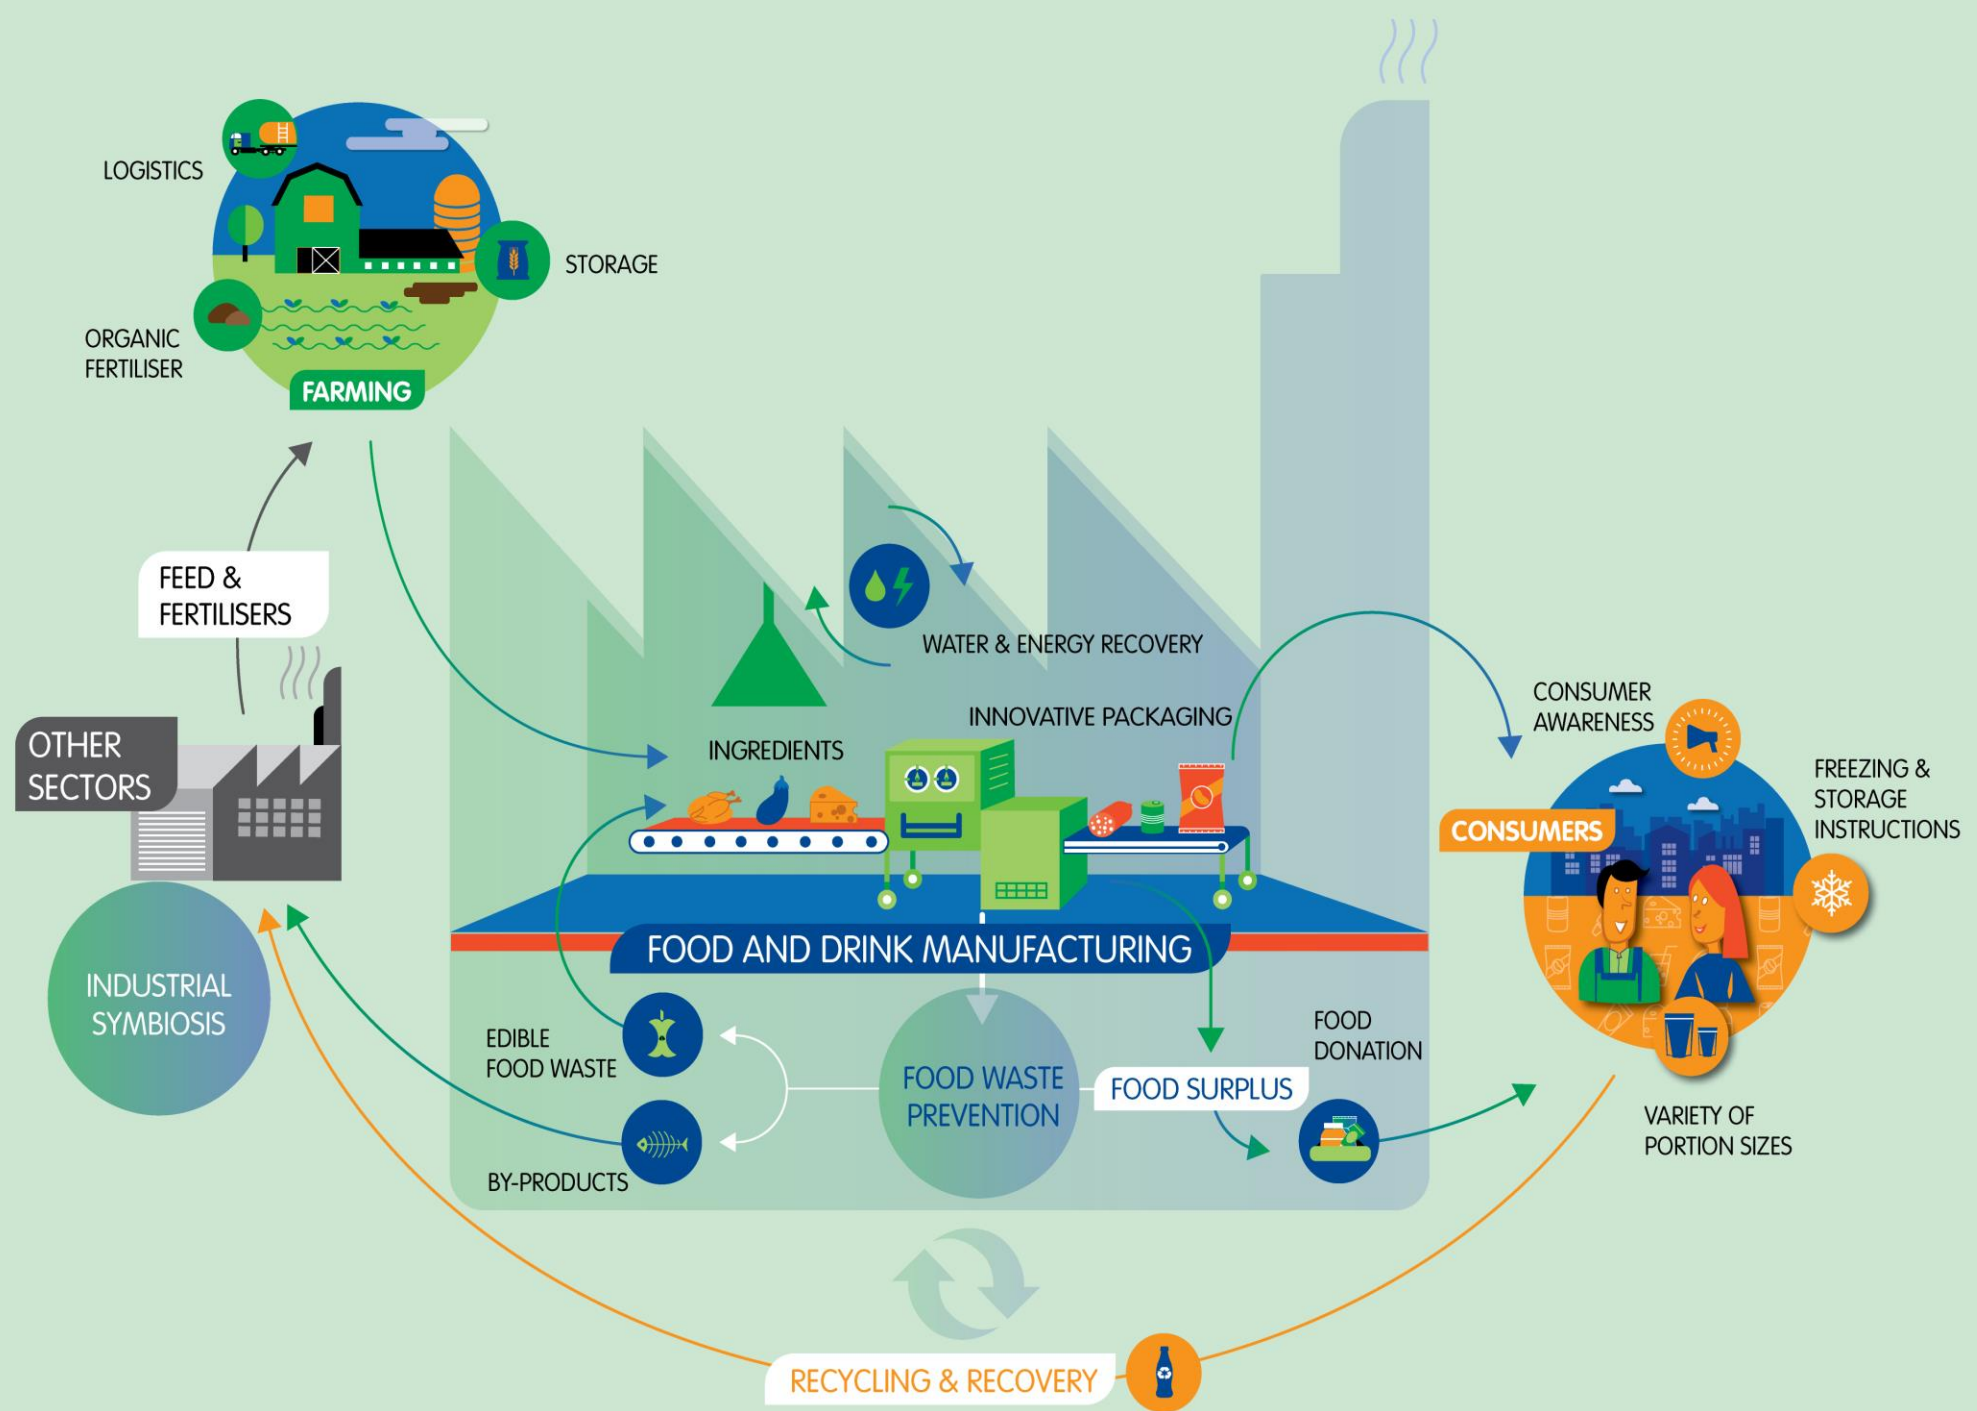 LOGISTICS
STORAGE
ORGANIC
FERTILISER
FARMING
FEED &
FERTILISERS
OTHER
SECTORS
INDUSTRIAL
SYMBIOSIS
WATER & ENERGY RECOVERY
INNOVATIVE PACKAGING
INGREDIENTS
FOOD AND DRINK MANUFACTURING
EDIBLE
FOOD WASTE
BY-PRODUCTS
FOOD WASTE
PREVENTION
FOOD SURPLUS
FOOD
DONATION
CONSUMER
AWARENESS
FREEZING &
STORAGE
INSTRUCTIONS
CONSUMERS
VARIETY OF
PORTION SIZES
RECYCLING & RECOVERY